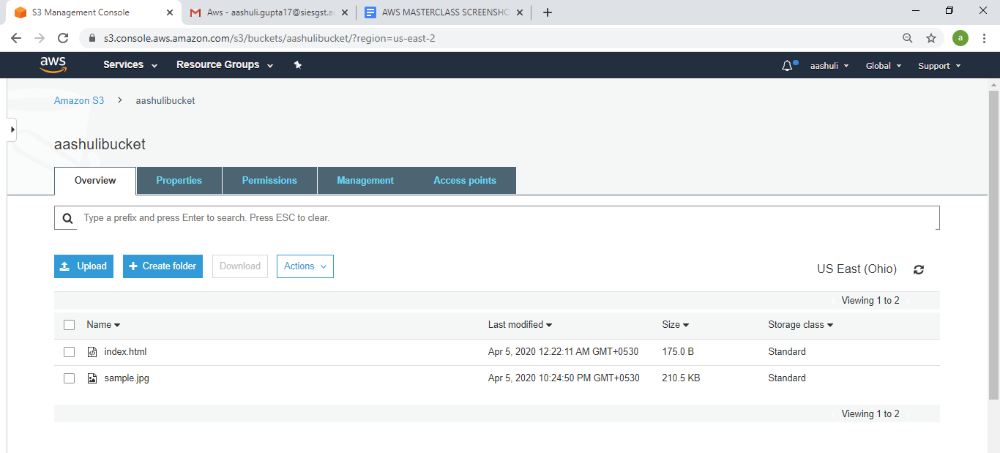 S3 Management Console
Aws - aashuli.gupta17@siesgst.ac
AWS MASTERCLASS SCREENSHO
s3.console.aws.amazon.com/s3/buckets/aashulibucket/?region=us-east-2
a
aws Services Resource Groups aashuli Global Support
Amazon S3 > aashulibucket
aashulibucket
Overview Properties Permissions Management Access points
Type a prefix and press Enter to search. Press ESC to clear.
Upload + Create folder Download Actions US East (Ohio)
Viewing 1 to 2
Name Last modified Size Storage class
index.html Apr 5, 2020 12:22:11 AM GMT+0530 175.0 B Standard
sample.jpg Apr 5, 2020 10:24:50 PM GMT+0530 210.5 KB Standard
Viewing 1 to 2